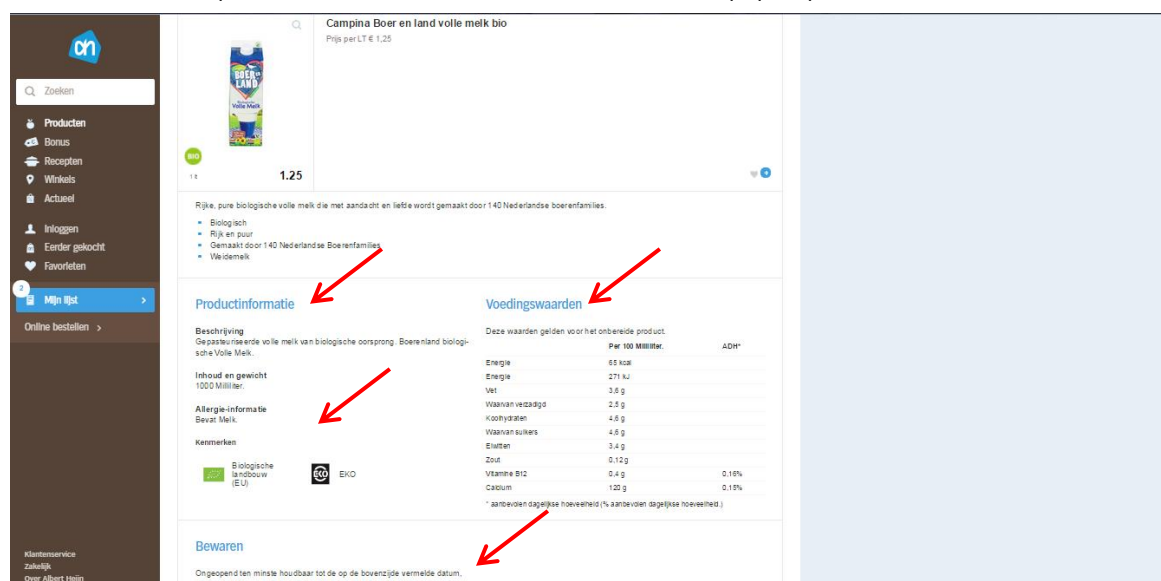 ah
Zoeken
Producten
Bonus
Recepten
Winkels
Actueel
Inloggen
Eerder gekocht
Favorieten
2
Mijn lijst >
Online bestellen >
Klantenservice
Zakelijk
Over Albert Heijn
Campina Boer en land volle melk bio
Prijs per LT € 1,25
BOER
LAND
Volle Melk
BIO
1.25
Rijke, pure biologische volle melk die met aandacht en liefde wordt gemaakt door 140 Nederlandse boerenfamilies.
Biologisch
Rijk en puur
Gemaakt door 140 Nederlandse Boerenfamilies
Weidemelk
Productinformatie
Beschrijving
Gepasteuriseerde volle melk van biologische oorsprong. Boerenland biologi-
sche Volle Melk.
Inhoud en gewicht
1000 Milliliter.
Allergie-informatie
Bevat Melk.
Kenmerken
Biologische
landbouw
(EU)
EKO
EKO
Voedingswaarden
Deze waarden gelden voor het onbereide product.
Per 100 Milliliter. ADH*
Energie 65 kcal
Energie 271 kJ
Vet 3,6 g
Waarvan verzadigd 2,5 g
Koolhydraten 4,6 g
Waarvan suikers 4,6 g
Eiwitten 3,4 g
Zout 0,12 g
Vitamine B12 0,4 g 0,16%
Calcium 120 g 0,15%
* aanbevolen dagelijkse hoeveelheid (% aanbevolen dagelijkse hoeveelheid.)
Bewaren
Ongeopend ten minste houdbaar tot de op de bovenzijde vermelde datum,